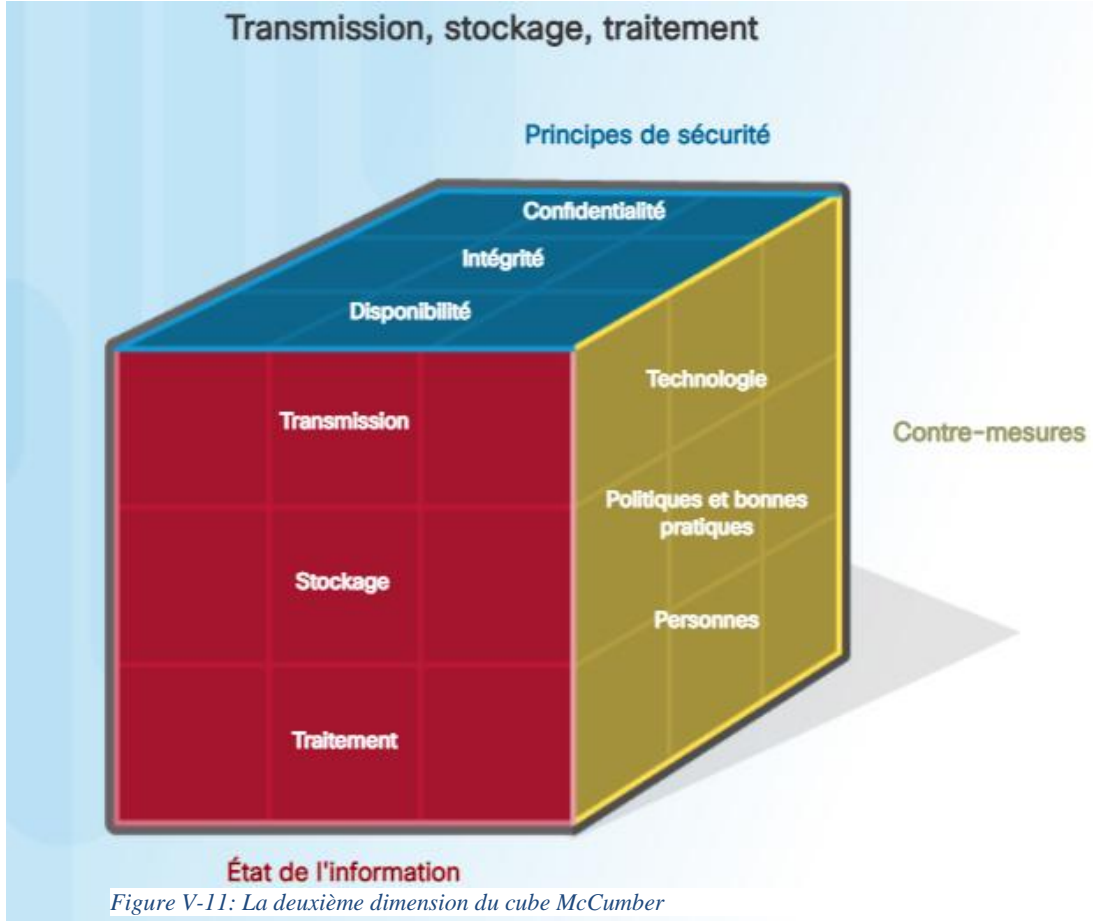 Transmission, stockage, traitement
Principes de sécurité
Confidentialité
Intégrité
Disponibilité
Technologie
Transmission
Contre-mesures
Politiques et bonnes
pratiques
Stockage
Personnes
Traitement
État de l'information
Figure V-11: La deuxième dimension du cube McCumber